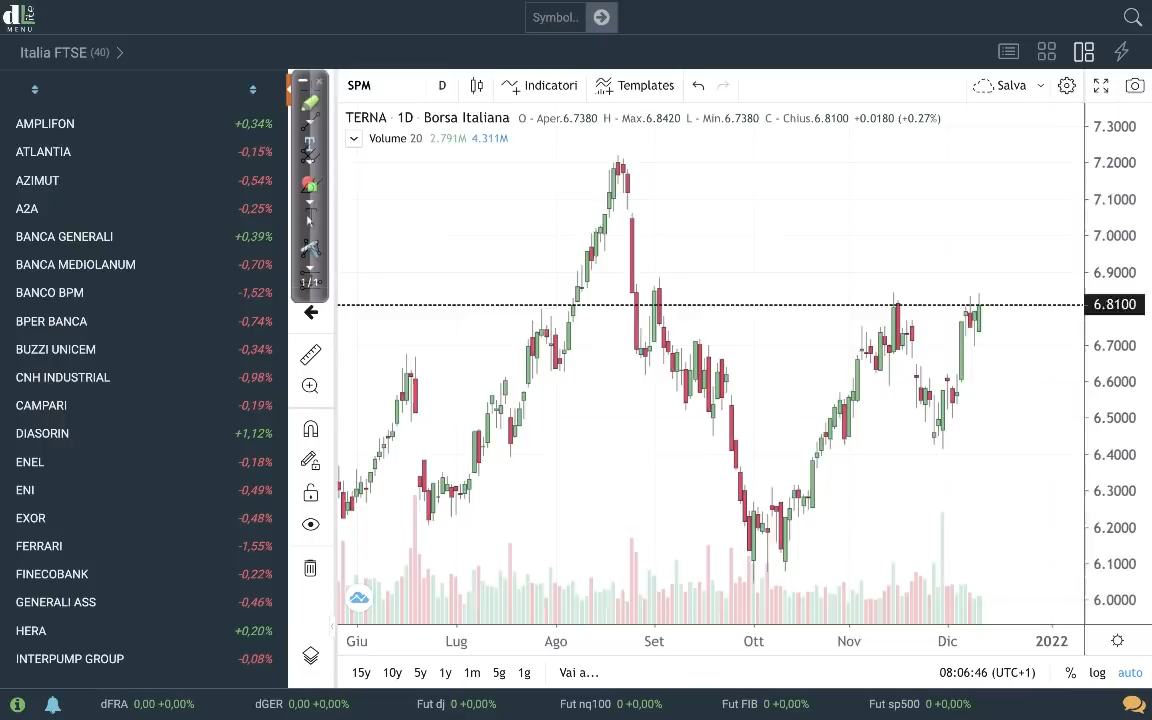 dL ite
MENU
Symbol..
Italia FTSE (40)
AMPLIFON +0,34%
ATLANTIA -0,15%
AZIMUT -0,54%
A2A -0,25%
BANCA GENERALI +0,39%
BANCA MEDIOLANUM -0,70%
BANCO BPM -1,52%
BPER BANCA -0,74%
BUZZI UNICEM -0,34%
CNH INDUSTRIAL -0,98%
CAMPARI -0,19%
DIASORIN +1,12%
ENEL -0,18%
ENI -0,49%
EXOR -0,48%
FERRARI -1,55%
FINECOBANK -0,22%
GENERALI ASS -0,46%
HERA +0,20%
INTERPUMP GROUP -0,08%
1/1
SPM D Indicatori Templates Salva
TERNA · 1D · Borsa Italiana O - Aper.6.7380 H - Max.6.8420 L - Min.6.7380 C - Chius.6.8100 +0.0180 (+0.27%)
Volume 20 2.791M 4.311M
7.3000
7.2000
7.1000
7.0000
6.9000
6.8100
6.7000
6.6000
6.5000
6.4000
6.3000
6.2000
6.1000
6.0000
Giu Lug Ago Set Ott Nov Dic 2022
15y 10y 5y 1y 1m 5g 1g Vai a... 08:06:46 (UTC+1) % log auto
dFRA 0,00 +0,00% dGER 0,00 +0,00% Fut dj 0 +0,00% Fut nq100 0 +0,00% Fut FIB 0 +0,00% Fut sp500 0 +0,00%